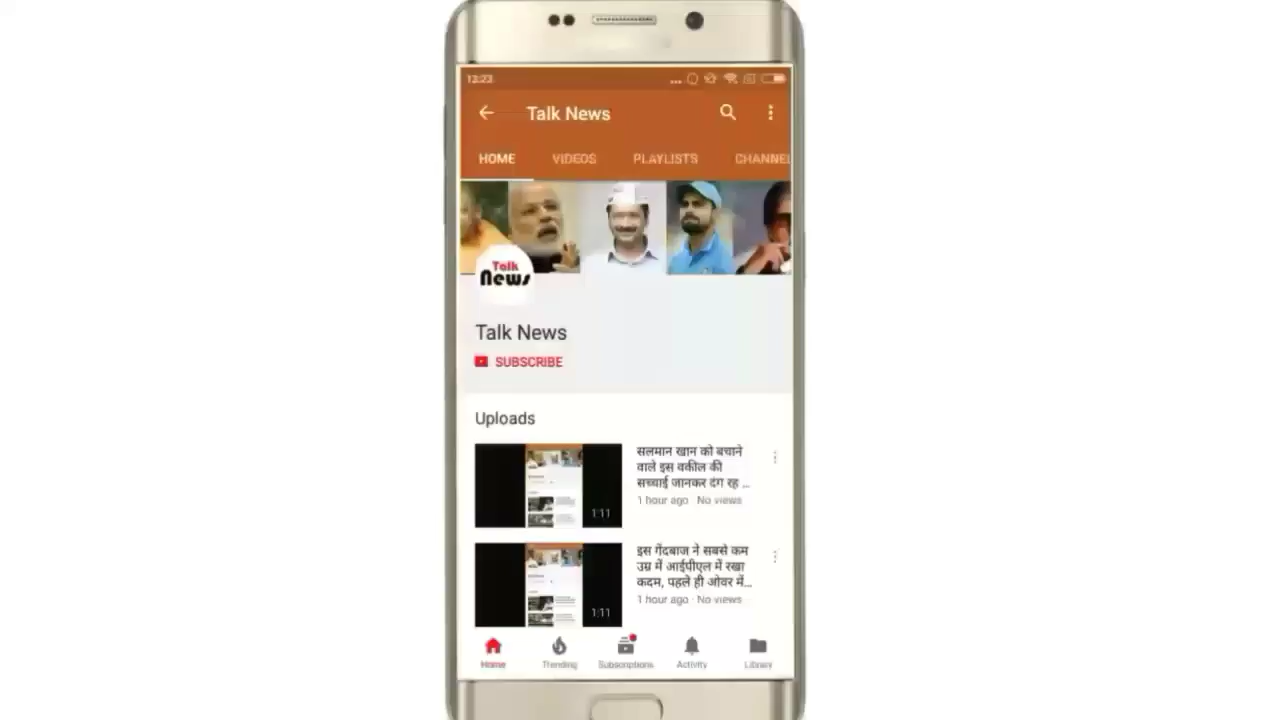 13:23
Talk News
HOME VIDEOS PLAYLISTS CHANNEL
Talk
News
Talk News
SUBSCRIBE
Uploads
सलमान खान को बचाने
वाले इस वकील की
सच्चाई जानकर दंग रह ...
1 hour ago · No views
1:11
इस गेंदबाज ने सबसे कम
उम्र में आईपीएल में रखा
कदम, पहले ही ओवर में...
1 hour ago · No views
1:11
Home Trending Subscriptions Activity Library